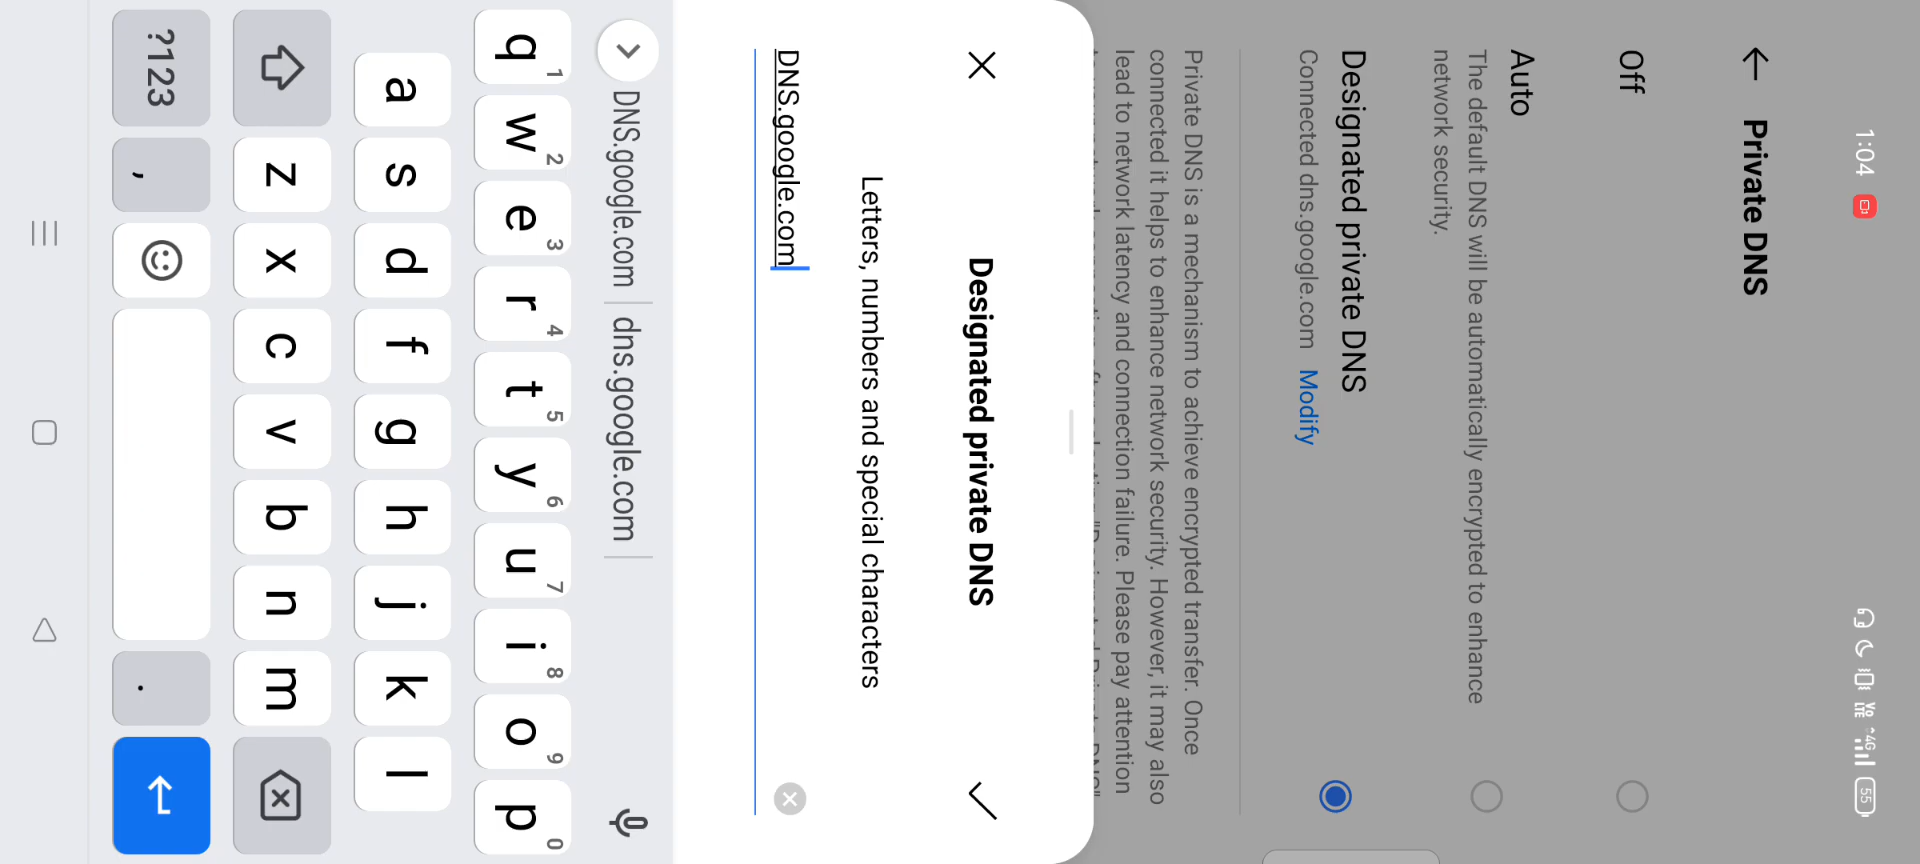 1:04
Vo LTE 4G 55
Private DNS
Off
Auto
The default DNS will be automatically encrypted to enhance
network security.
Designated private DNS
Connected dns.google.com Modify
Private DNS is a mechanism to achieve encrypted transfer. Once
connected it helps to enhance network security. However, it may also
lead to network latency and connection failure. Please pay attention
Designated private DNS
Letters, numbers and special characters
DNS.google.com
DNS.google.com dns.google.com
q 1 w 2 e 3 r 4 t 5 y 6 u 7 i 8 o 9 p 0
a s d f g h j k l
z x c v b n m
?123 , .